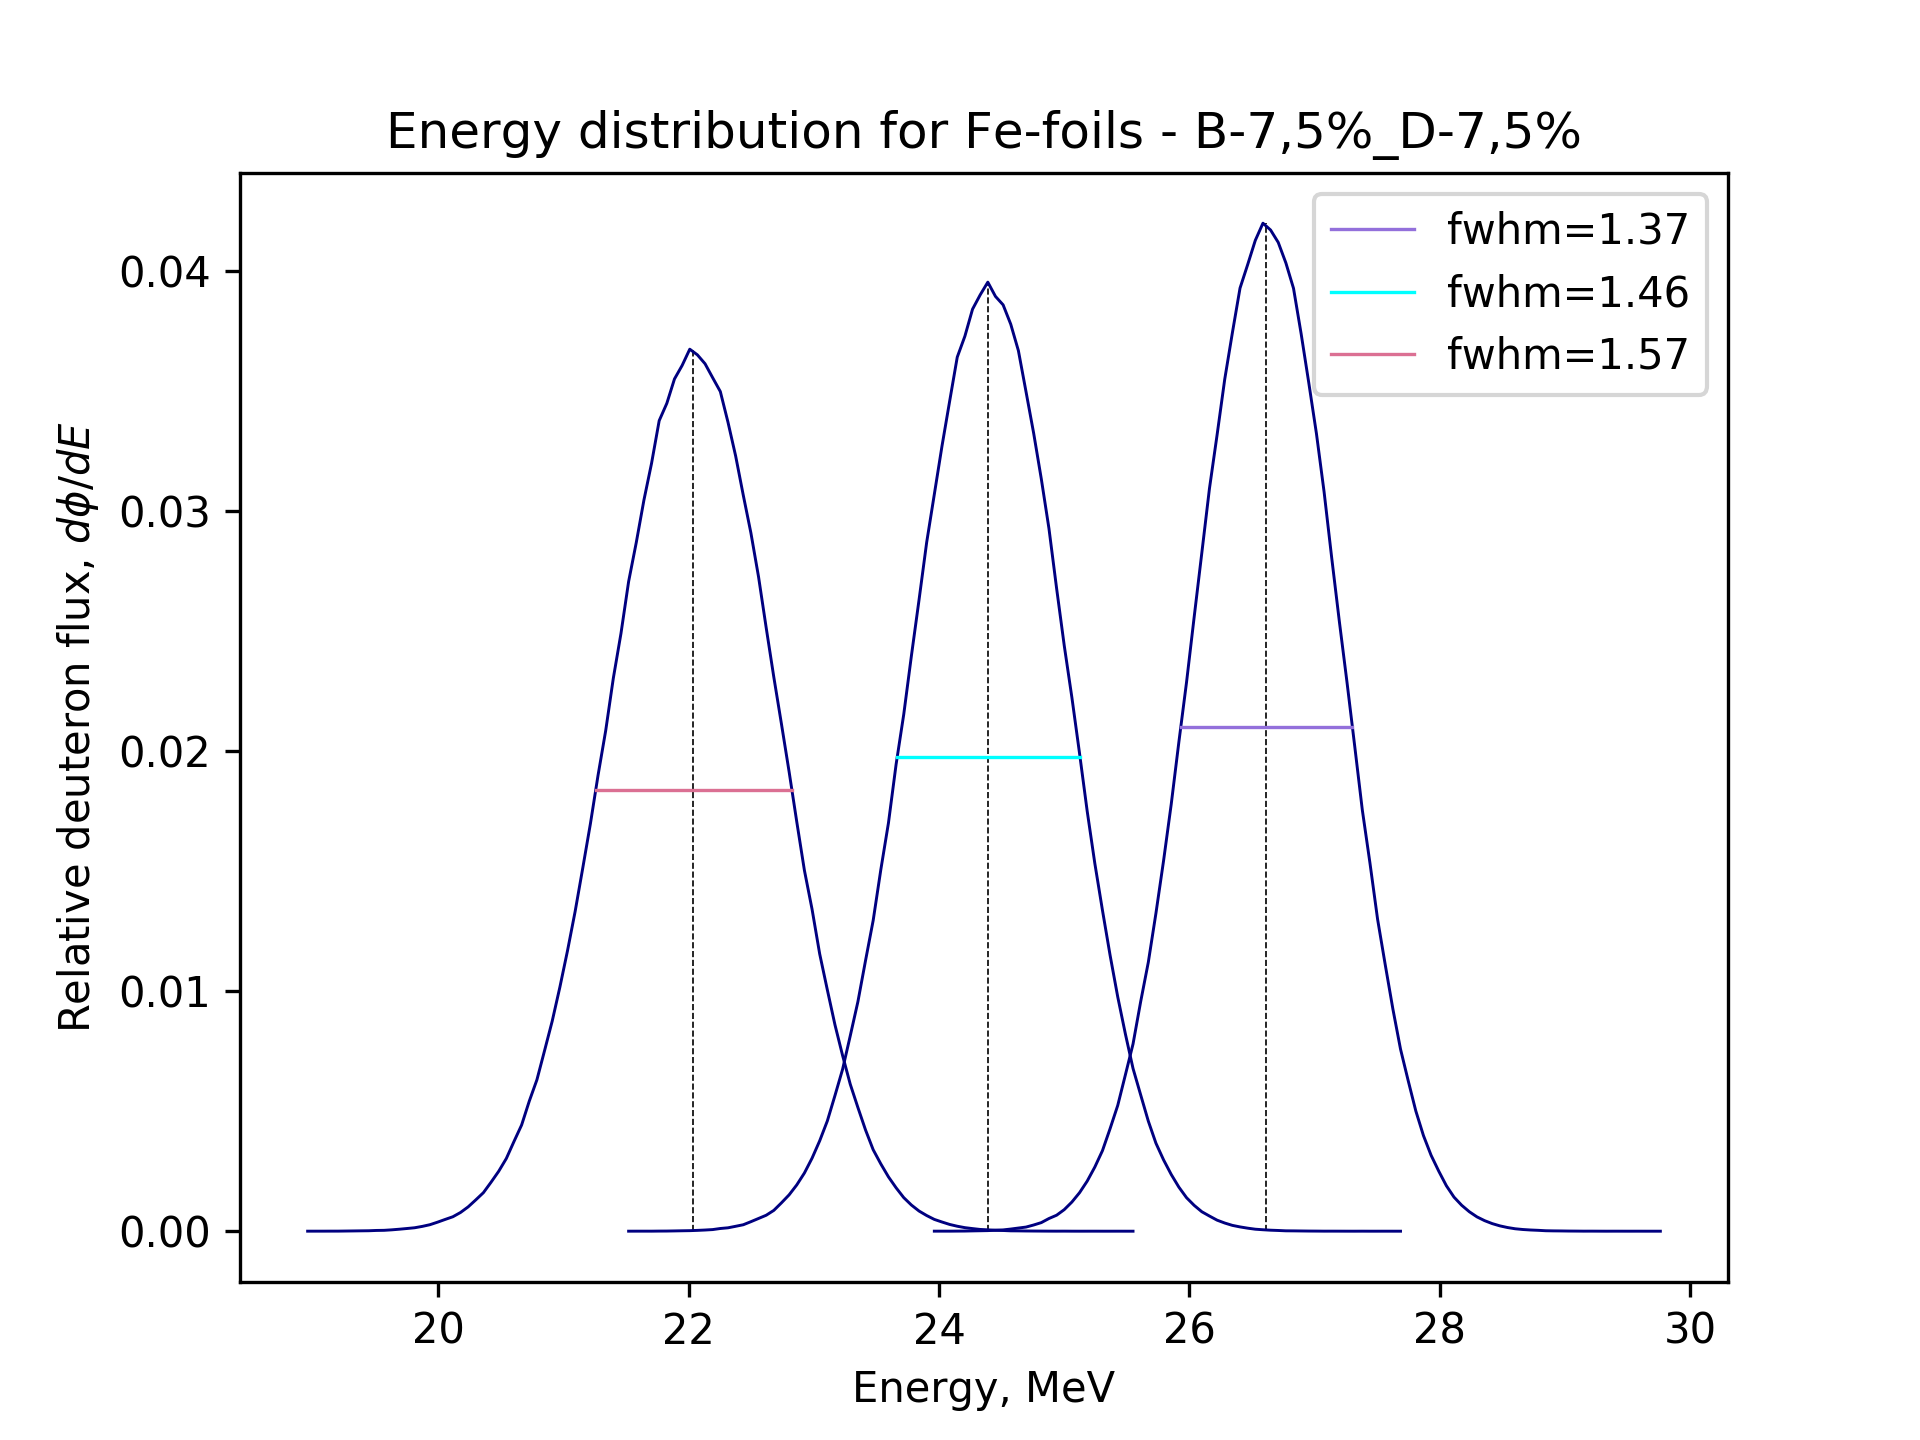 Energy distribution for Fe-foils - B-7,5%_D-7,5%
fwhm=1.37
fwhm=1.46
fwhm=1.57
Relative deuteron flux, dϕ/dE
0.04
0.03
0.02
0.01
0.00
20 22 24 26 28 30
Energy, MeV